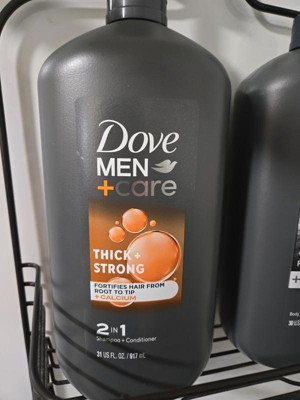 Dove
MEN
+care
THICK +
STRONG
FORTIFIES HAIR FROM
ROOT TO TIP
+ CALCIUM
2 IN 1
Shampoo + Conditioner
31 US FL. OZ. / 917 mL
Body